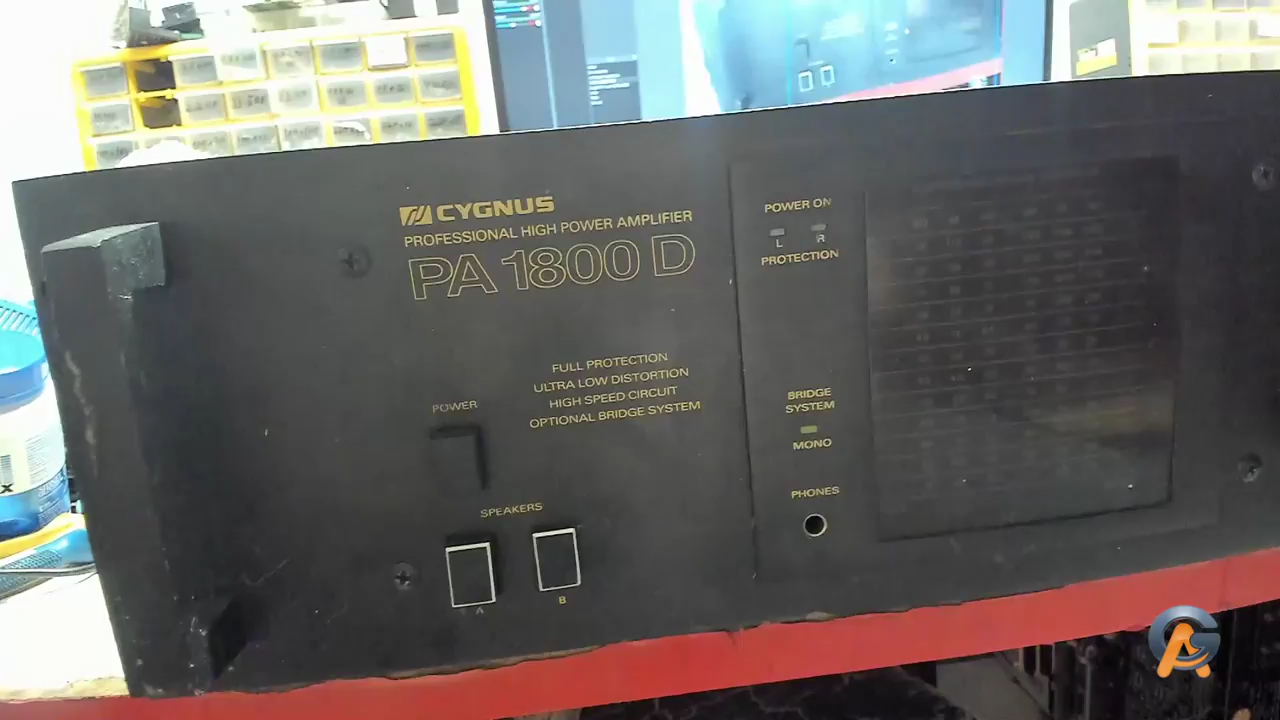 CYGNUS
PROFESSIONAL HIGH POWER AMPLIFIER
PA 1800 D
POWER ON
L R
PROTECTION
FULL PROTECTION
ULTRA LOW DISTORTION
HIGH SPEED CIRCUIT
OPTIONAL BRIDGE SYSTEM
POWER
BRIDGE
SYSTEM
MONO
PHONES
SPEAKERS
A B